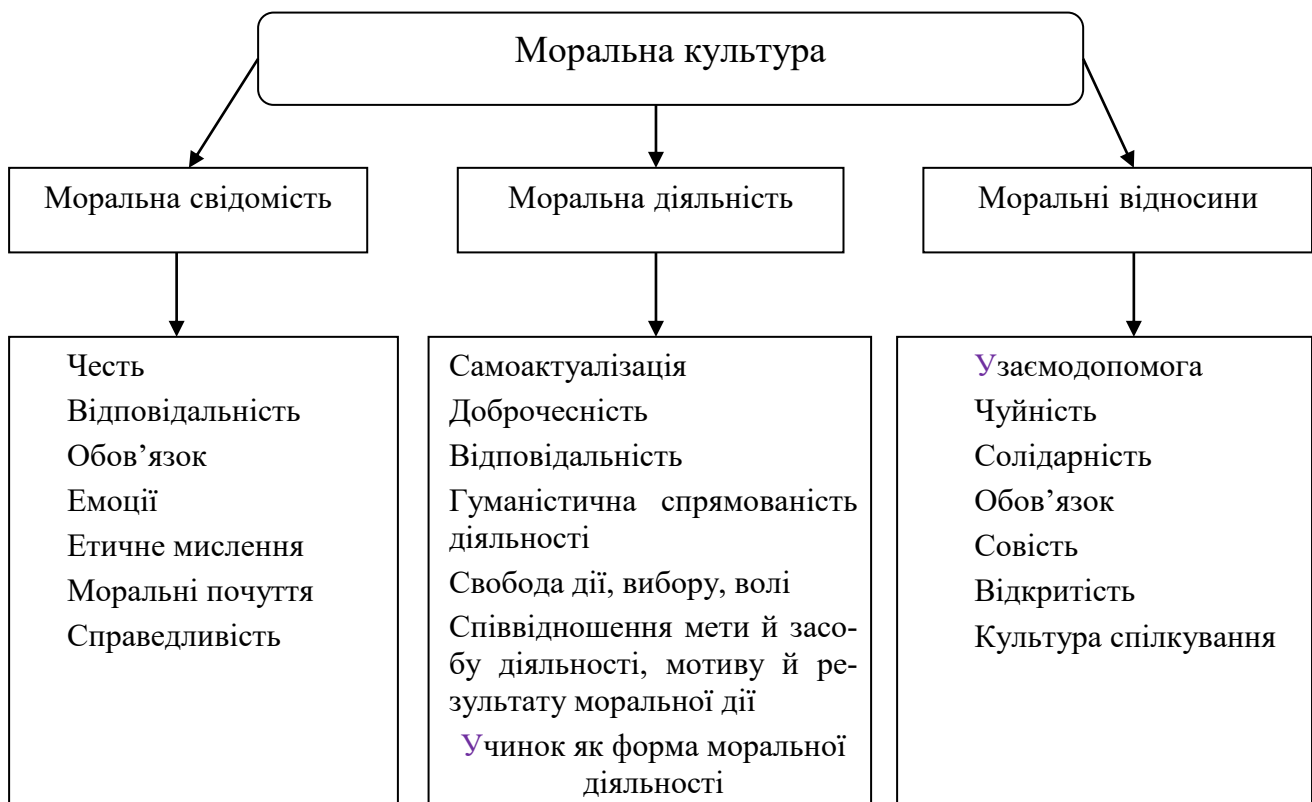 Моральна культура
Моральна свідомість
Моральна діяльність
Моральні відносини
Честь
Відповідальність
Обов’язок
Емоції
Етичне мислення
Моральні почуття
Справедливість
Самоактуалізація
Доброчесність
Відповідальність
Гуманістична спрямованість
діяльності
Свобода дії, вибору, волі
Співвідношення мети й засо-
бу діяльності, мотиву й ре-
зультату моральної дії
Учинок як форма моральної
діяльності
Узаємодопомога
Чуйність
Солідарність
Обов’язок
Совість
Відкритість
Культура спілкування